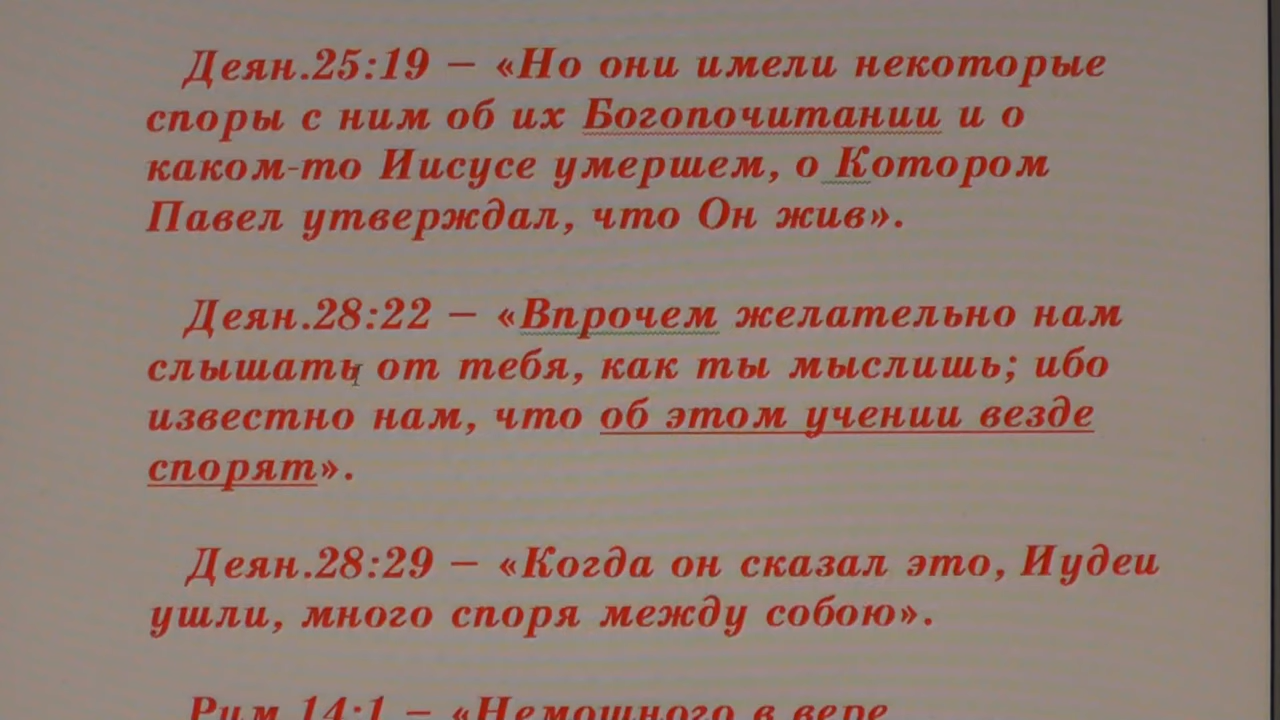 Деян.25:19 – «Но они имели некоторые
споры с ним об их Богопочитании и о
каком-то Иисусе умершем, о Котором
Павел утверждал, что Он жив».
Деян.28:22 – «Впрочем желательно нам
слышать от тебя, как ты мыслишь; ибо
известно нам, что об этом учении везде
спорят».
Деян.28:29 – «Когда он сказал это, Иудеи
ушли, много споря между собою».
Рим.14:1 – «Немощного в вере